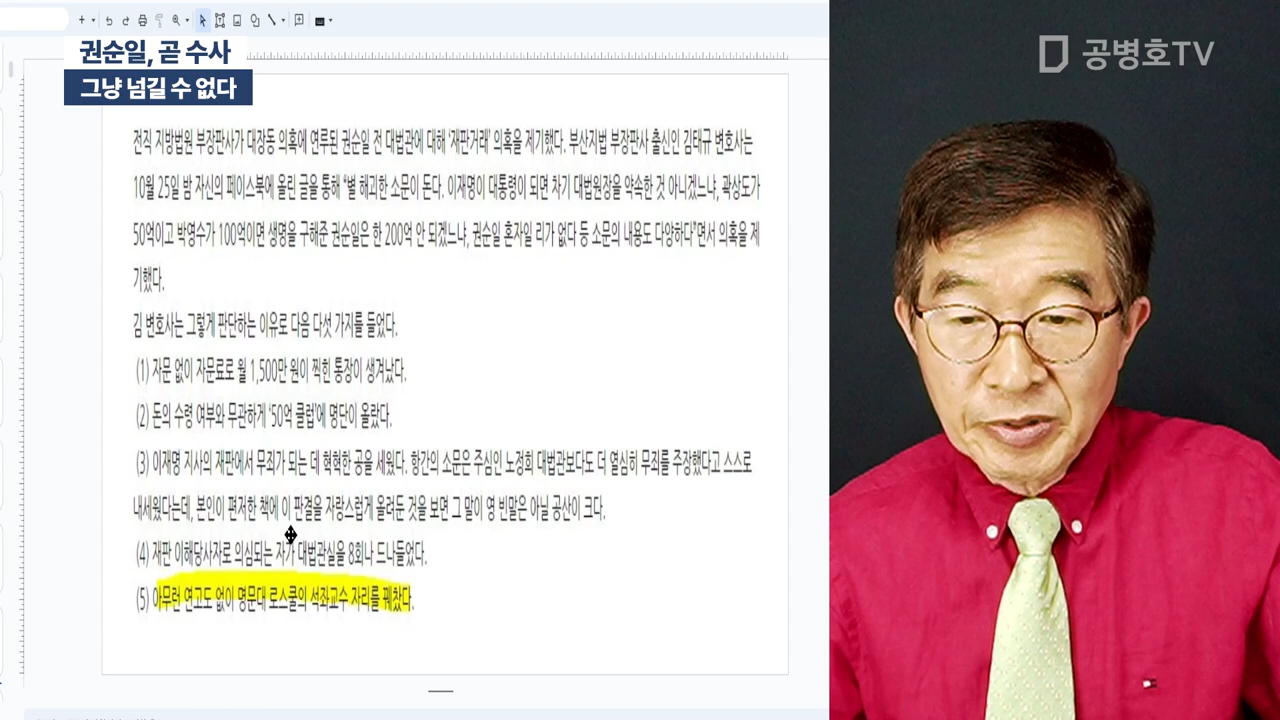 권순일, 곧 수사
그냥 넘길 수 없다
공병호TV
전직 지방법원 부장판사가 대장동 의혹에 연루된 권순일 전 대법관에 대해 '재판거래' 의혹을 제기했다. 부산지법 부장판사 출신인 김태규 변호사는
10월 25일 밤 자신의 페이스북에 올린 글을 통해 "별 해괴한 소문이 돈다. 이재명이 대통령이 되면 차기 대법원장을 약속한 것 아니겠느냐, 곽상도가
50억이고 박영수가 100억이면 생명을 구해준 권순일은 한 200억 안 되겠느냐, 권순일 혼자일 리가 없다 등 소문의 내용도 다양하다"면서 의혹을 제
기했다.
김 변호사는 그렇게 판단하는 이유로 다음 다섯 가지를 들었다.
(1) 자문 없이 자문료로 월 1,500만 원이 찍힌 통장이 생겨났다.
(2) 돈의 수령 여부와 무관하게 '50억 클럽'에 명단이 올랐다.
(3) 이재명 지사의 재판에서 무죄가 되는 데 혁혁한 공을 세웠다. 항간의 소문은 주심인 노정희 대법관보다도 더 열심히 무죄를 주장했다고 스스로
내세웠다는데, 본인이 편저한 책에 이 판결을 자랑스럽게 올려둔 것을 보면 그 말이 영 빈말은 아닐 공산이 크다.
(4) 재판 이해당사자로 의심되는 자가 대법관실을 8회나 드나들었다.
(5) 아무런 연고도 없이 명문대 로스쿨의 석좌교수 자리를 꿰찼다.